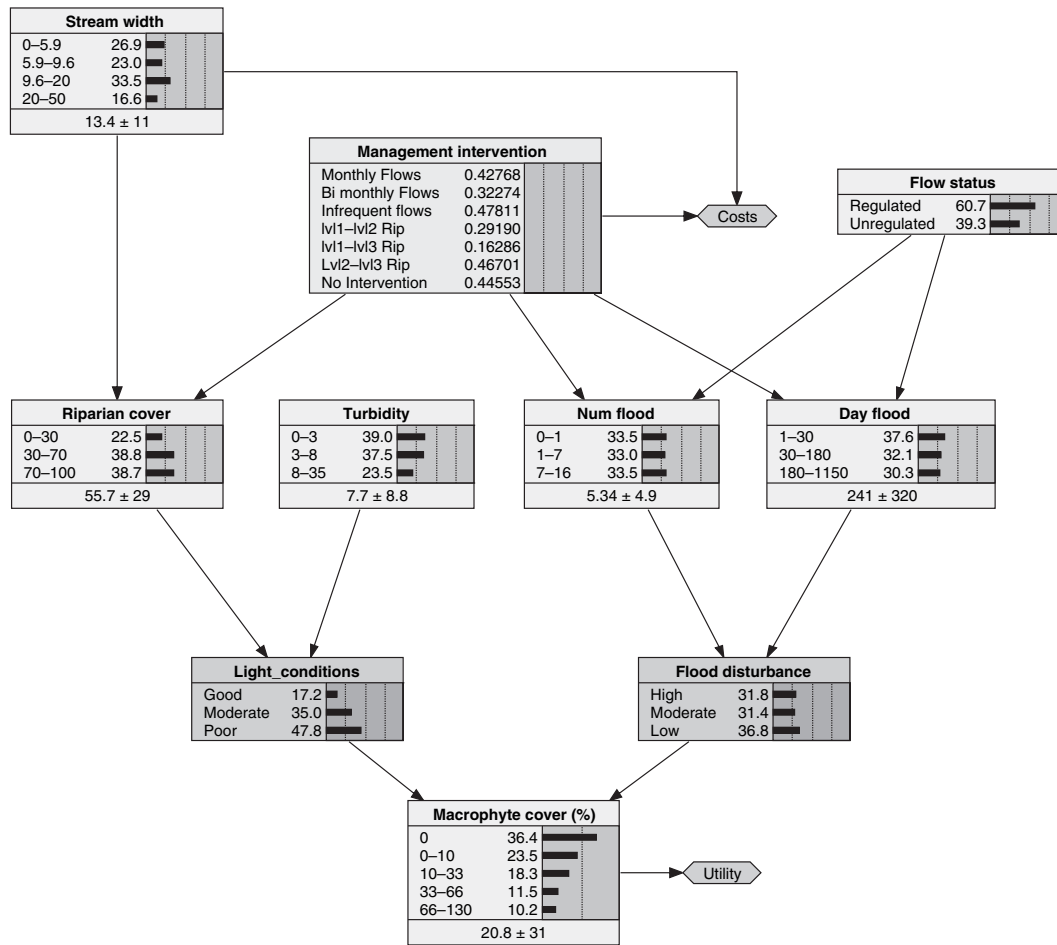 Stream width
0–5.9 26.9
5.9–9.6 23.0
9.6–20 33.5
20–50 16.6
13.4 ± 11
Management intervention
Monthly Flows 0.42768
Bi monthly Flows 0.32274
Infrequent flows 0.47811
lvl1–lvl2 Rip 0.29190
lvl1–lvl3 Rip 0.16286
Lvl2–lvl3 Rip 0.46701
No Intervention 0.44553
Costs
Flow status
Regulated 60.7
Unregulated 39.3
Riparian cover
0–30 22.5
30–70 38.8
70–100 38.7
55.7 ± 29
Turbidity
0–3 39.0
3–8 37.5
8–35 23.5
7.7 ± 8.8
Num flood
0–1 33.5
1–7 33.0
7–16 33.5
5.34 ± 4.9
Day flood
1–30 37.6
30–180 32.1
180–1150 30.3
241 ± 320
Light_conditions
Good 17.2
Moderate 35.0
Poor 47.8
Flood disturbance
High 31.8
Moderate 31.4
Low 36.8
Macrophyte cover (%)
0 36.4
0–10 23.5
10–33 18.3
33–66 11.5
66–130 10.2
20.8 ± 31
Utility